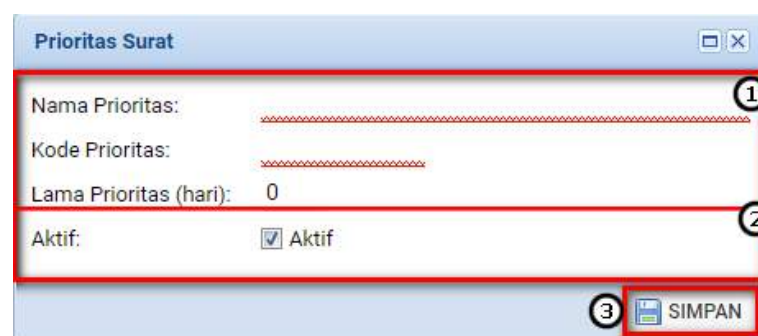 Prioritas Surat
1
Nama Prioritas:
Kode Prioritas:
Lama Prioritas (hari): 0
2
Aktif: Aktif
3 SIMPAN